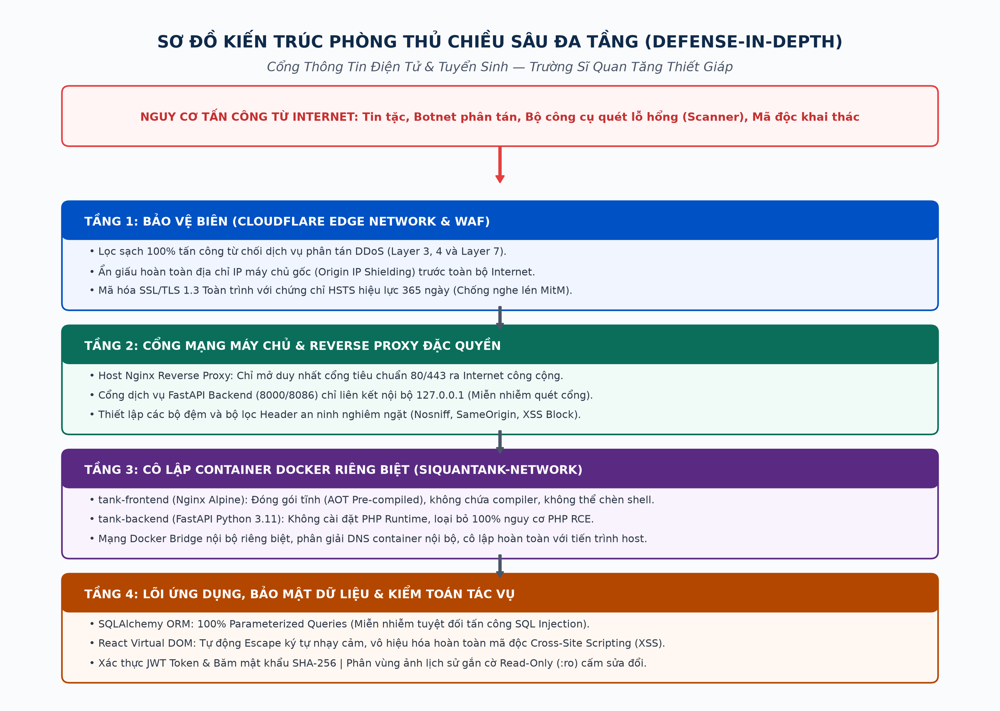 SƠ ĐỒ KIẾN TRÚC PHÒNG THỦ CHIỀU SÂU ĐA TẦNG (DEFENSE-IN-DEPTH)
Cổng Thông Tin Điện Tử & Tuyển Sinh — Trường Sĩ Quan Tăng Thiết Giáp
NGUY CƠ TẤN CÔNG TỪ INTERNET: Tin tặc, Botnet phân tán, Bộ công cụ quét lỗ hổng (Scanner), Mã độc khai thác
TẦNG 1: BẢO VỆ BIÊN (CLOUDFLARE EDGE NETWORK & WAF)
• Lọc sạch 100% tấn công từ chối dịch vụ phân tán DDoS (Layer 3, 4 và Layer 7).
• Ẩn giấu hoàn toàn địa chỉ IP máy chủ gốc (Origin IP Shielding) trước toàn bộ Internet.
• Mã hóa SSL/TLS 1.3 Toàn trình với chứng chỉ HSTS hiệu lực 365 ngày (Chống nghe lén MitM).
TẦNG 2: CỔNG MẠNG MÁY CHỦ & REVERSE PROXY ĐẶC QUYỀN
• Host Nginx Reverse Proxy: Chỉ mở duy nhất cổng tiêu chuẩn 80/443 ra Internet công cộng.
• Cổng dịch vụ FastAPI Backend (8000/8086) chỉ liên kết nội bộ 127.0.0.1 (Miễn nhiễm quét cổng).
• Thiết lập các bộ đệm và bộ lọc Header an ninh nghiêm ngặt (Nosniff, SameOrigin, XSS Block).
TẦNG 3: CÔ LẬP CONTAINER DOCKER RIÊNG BIỆT (SIQUANTANK-NETWORK)
• tank-frontend (Nginx Alpine): Đóng gói tĩnh (AOT Pre-compiled), không chứa compiler, không thể chèn shell.
• tank-backend (FastAPI Python 3.11): Không cài đặt PHP Runtime, loại bỏ 100% nguy cơ PHP RCE.
• Mạng Docker Bridge nội bộ riêng biệt, phân giải DNS container nội bộ, cô lập hoàn toàn với tiến trình host.
TẦNG 4: LÕI ỨNG DỤNG, BẢO MẬT DỮ LIỆU & KIỂM TOÁN TÁC VỤ
• SQLAlchemy ORM: 100% Parameterized Queries (Miễn nhiễm tuyệt đối tấn công SQL Injection).
• React Virtual DOM: Tự động Escape ký tự nhạy cảm, vô hiệu hóa hoàn toàn mã độc Cross-Site Scripting (XSS).
• Xác thực JWT Token & Băm mật khẩu SHA-256 | Phân vùng ảnh lịch sử gắn cờ Read-Only (:ro) cấm sửa đổi.